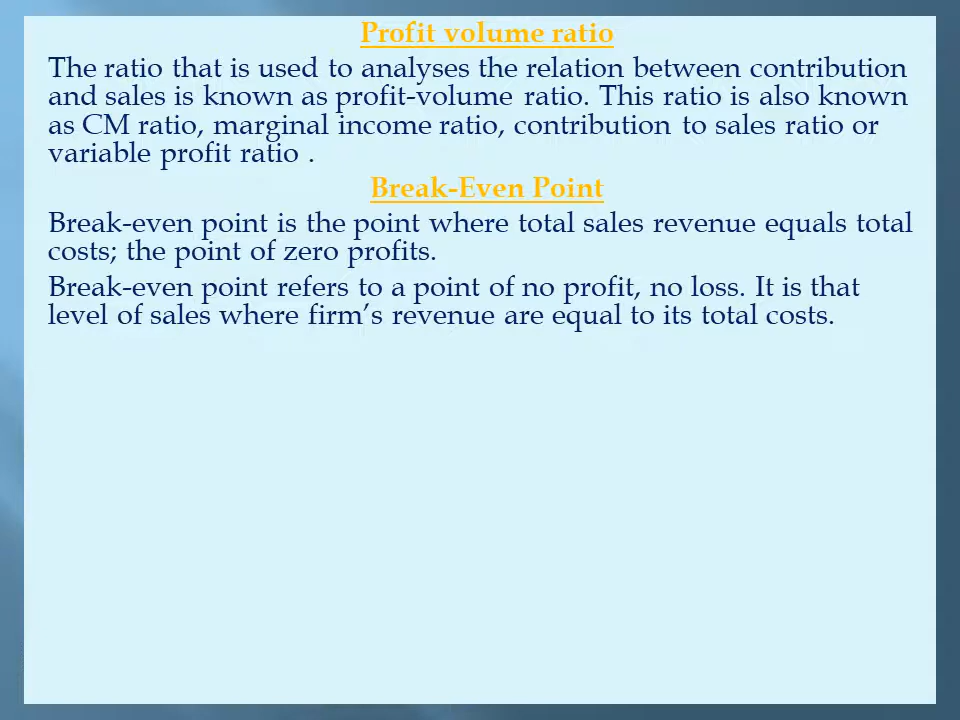 Profit volume ratio
The ratio that is used to analyses the relation between contribution
and sales is known as profit-volume ratio. This ratio is also known
as CM ratio, marginal income ratio, contribution to sales ratio or
variable profit ratio .
Break-Even Point
Break-even point is the point where total sales revenue equals total
costs; the point of zero profits.
Break-even point refers to a point of no profit, no loss. It is that
level of sales where firm’s revenue are equal to its total costs.